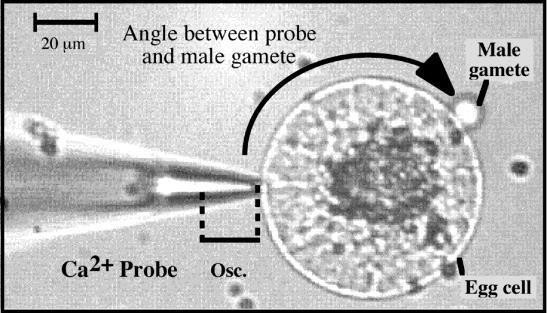 20 µm
Angle between probe
and male gamete
Male
gamete
Ca2+ Probe
Osc.
Egg cell